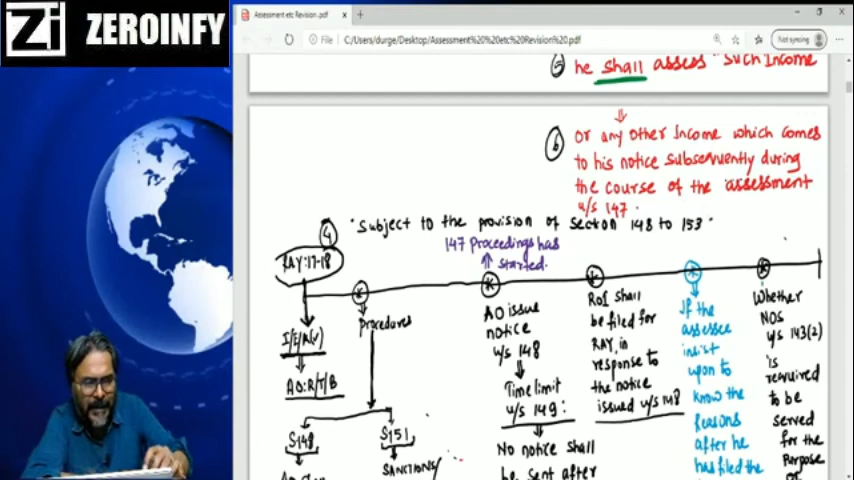 Zi ZEROINFY
Assessment etc Revision.pdf
File C:/Users/durge/Desktop/Assessment%20%20etc%20Revision%20.pdf
Not syncing
5 he shall assess "Such Income
6 Or any other Income which comes
to his notice subsequently during
the course of the assessment
u/s 147.
4 "Subject to the provision of section 148 to 153"
147 Proceedings has
started.
RAY:17-18
Procedures
S148
S151
SANCTIONS/
AO issue
notice
u/s 148
Time limit
u/s 149:
No notice shall
be sent after
ROI shall
be filed for
RAY, in
response to
the notice
issued u/s 148
If the
assessee
insist
upon to
know the
Reasons
after he
has filed the
Whether
NOS
u/s 143(2)
is
required
to be
served
for the
Purpose
of
AO:R/T/B